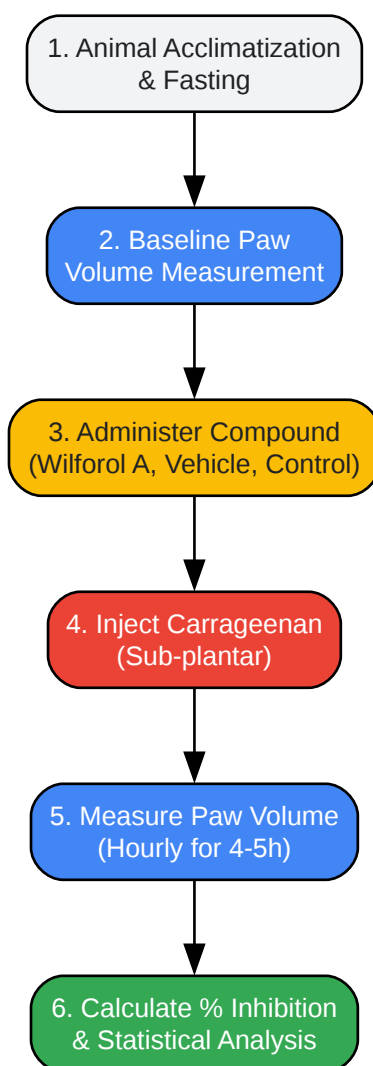 1. Animal Acclimatization
& Fasting
2. Baseline Paw
Volume Measurement
3. Administer Compound
(Wilforol A, Vehicle, Control)
4. Inject Carrageenan
(Sub-plantar)
5. Measure Paw Volume
(Hourly for 4-5h)
6. Calculate % Inhibition
& Statistical Analysis